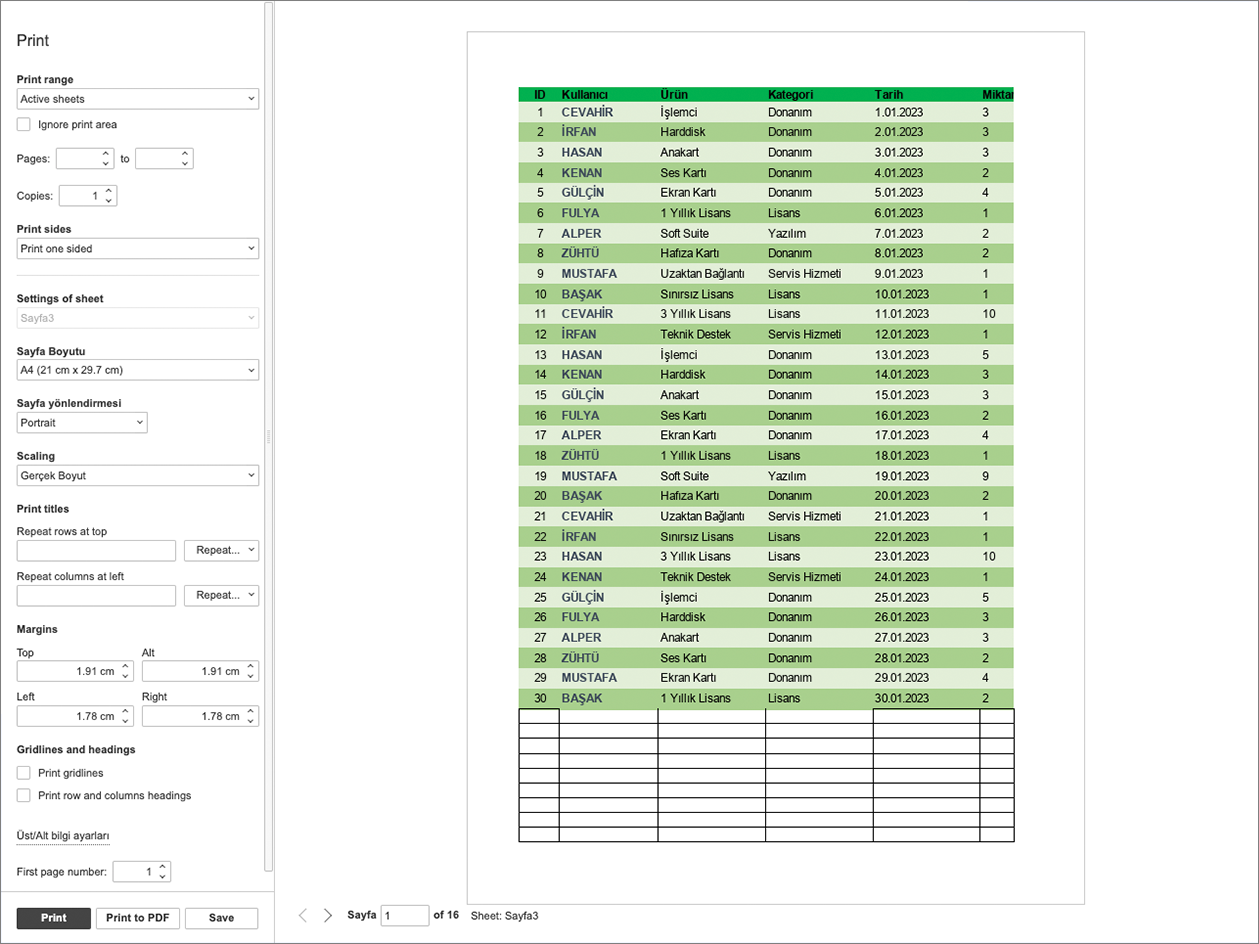 Print
Print range
Active sheets
Ignore print area
Pages: to
Copies: 1
Print sides
Print one sided
Settings of sheet
Sayfa3
Sayfa Boyutu
A4 (21 cm x 29.7 cm)
Sayfa yönlendirmesi
Portrait
Scaling
Gerçek Boyut
Print titles
Repeat rows at top
Repeat...
Repeat columns at left
Repeat...
Margins
Top Alt
1.91 cm 1.91 cm
Left Right
1.78 cm 1.78 cm
Gridlines and headings
Print gridlines
Print row and columns headings
Üst/Alt bilgi ayarları
First page number: 1
Print Print to PDF Save
ID Kullanıcı Ürün Kategori Tarih Miktar
1 CEVAHİR İşlemci Donanım 1.01.2023 3
2 İRFAN Harddisk Donanım 2.01.2023 3
3 HASAN Anakart Donanım 3.01.2023 3
4 KENAN Ses Kartı Donanım 4.01.2023 2
5 GÜLÇİN Ekran Kartı Donanım 5.01.2023 4
6 FULYA 1 Yıllık Lisans Lisans 6.01.2023 1
7 ALPER Soft Suite Yazılım 7.01.2023 2
8 ZÜHTÜ Hafıza Kartı Donanım 8.01.2023 2
9 MUSTAFA Uzaktan Bağlantı Servis Hizmeti 9.01.2023 1
10 BAŞAK Sınırsız Lisans Lisans 10.01.2023 1
11 CEVAHİR 3 Yıllık Lisans Lisans 11.01.2023 10
12 İRFAN Teknik Destek Servis Hizmeti 12.01.2023 1
13 HASAN İşlemci Donanım 13.01.2023 5
14 KENAN Harddisk Donanım 14.01.2023 3
15 GÜLÇİN Anakart Donanım 15.01.2023 3
16 FULYA Ses Kartı Donanım 16.01.2023 2
17 ALPER Ekran Kartı Donanım 17.01.2023 4
18 ZÜHTÜ 1 Yıllık Lisans Lisans 18.01.2023 1
19 MUSTAFA Soft Suite Yazılım 19.01.2023 9
20 BAŞAK Hafıza Kartı Donanım 20.01.2023 2
21 CEVAHİR Uzaktan Bağlantı Servis Hizmeti 21.01.2023 1
22 İRFAN Sınırsız Lisans Lisans 22.01.2023 1
23 HASAN 3 Yıllık Lisans Lisans 23.01.2023 10
24 KENAN Teknik Destek Servis Hizmeti 24.01.2023 1
25 GÜLÇİN İşlemci Donanım 25.01.2023 5
26 FULYA Harddisk Donanım 26.01.2023 3
27 ALPER Anakart Donanım 27.01.2023 3
28 ZÜHTÜ Ses Kartı Donanım 28.01.2023 2
29 MUSTAFA Ekran Kartı Donanım 29.01.2023 4
30 BAŞAK 1 Yıllık Lisans Lisans 30.01.2023 2
Sayfa 1 of 16 Sheet: Sayfa3